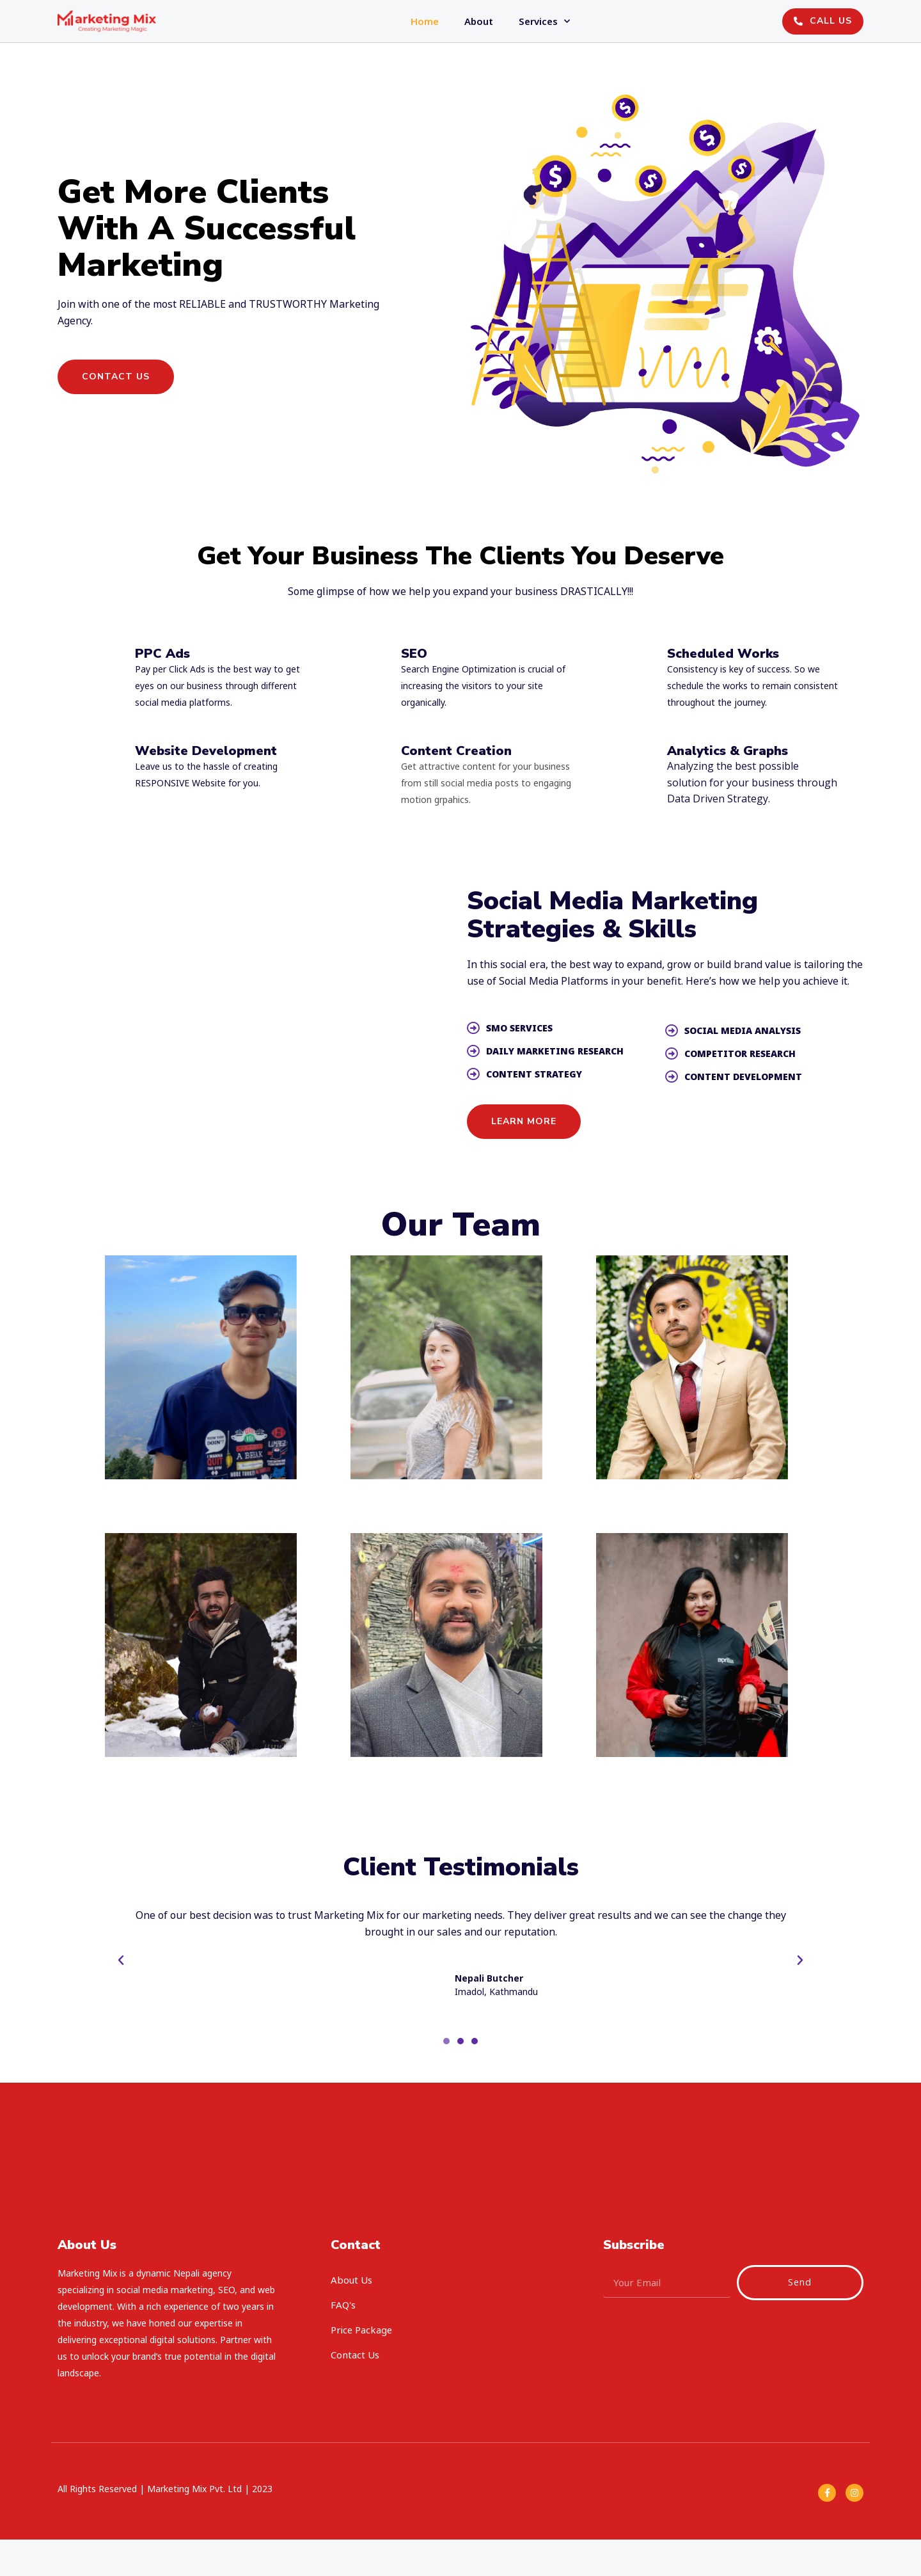 Marketing Mix
Creating Marketing Magic
Home
About
Services
CALL US
Get More Clients
With A Successful
Marketing
Join with one of the most RELIABLE and TRUSTWORTHY Marketing
Agency.
CONTACT US
Get Your Business The Clients You Deserve
Some glimpse of how we help you expand your business DRASTICALLY!!!
PPC Ads
Pay per Click Ads is the best way to get
eyes on our business through different
social media platforms.
SEO
Search Engine Optimization is crucial of
increasing the visitors to your site
organically.
Scheduled Works
Consistency is key of success. So we
schedule the works to remain consistent
throughout the journey.
Website Development
Leave us to the hassle of creating
RESPONSIVE Website for you.
Content Creation
Get attractive content for your business
from still social media posts to engaging
motion grpahics.
Analytics & Graphs
Analyzing the best possible
solution for your business through
Data Driven Strategy.
Social Media Marketing
Strategies & Skills
In this social era, the best way to expand, grow or build brand value is tailoring the
use of Social Media Platforms in your benefit. Here’s how we help you achieve it.
SMO SERVICES
DAILY MARKETING RESEARCH
CONTENT STRATEGY
SOCIAL MEDIA ANALYSIS
COMPETITOR RESEARCH
CONTENT DEVELOPMENT
LEARN MORE
Our Team
Client Testimonials
One of our best decision was to trust Marketing Mix for our marketing needs. They deliver great results and we can see the change they
brought in our sales and our reputation.
Nepali Butcher
Imadol, Kathmandu
About Us
Marketing Mix is a dynamic Nepali agency
specializing in social media marketing, SEO, and web
development. With a rich experience of two years in
the industry, we have honed our expertise in
delivering exceptional digital solutions. Partner with
us to unlock your brand’s true potential in the digital
landscape.
Contact
About Us
FAQ's
Price Package
Contact Us
Subscribe
Your Email
Send
All Rights Reserved | Marketing Mix Pvt. Ltd | 2023